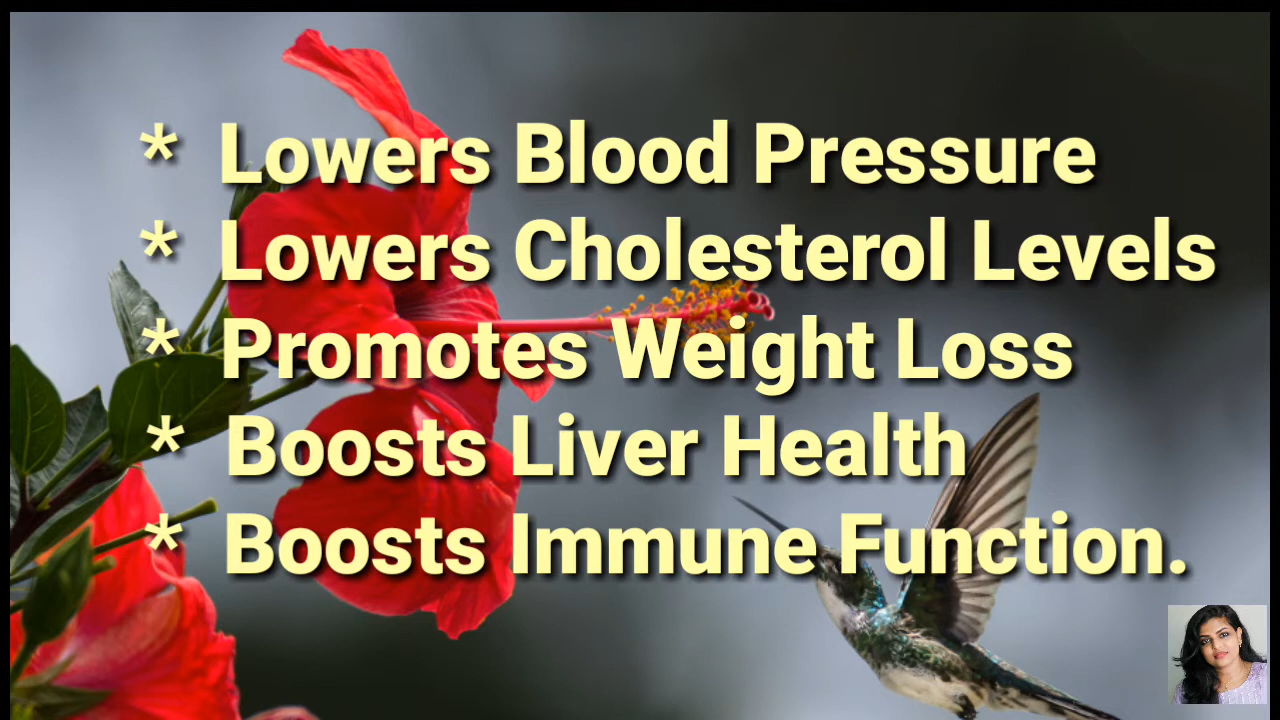 * Lowers Blood Pressure
* Lowers Cholesterol Levels
* Promotes Weight Loss
* Boosts Liver Health
* Boosts Immune Function.